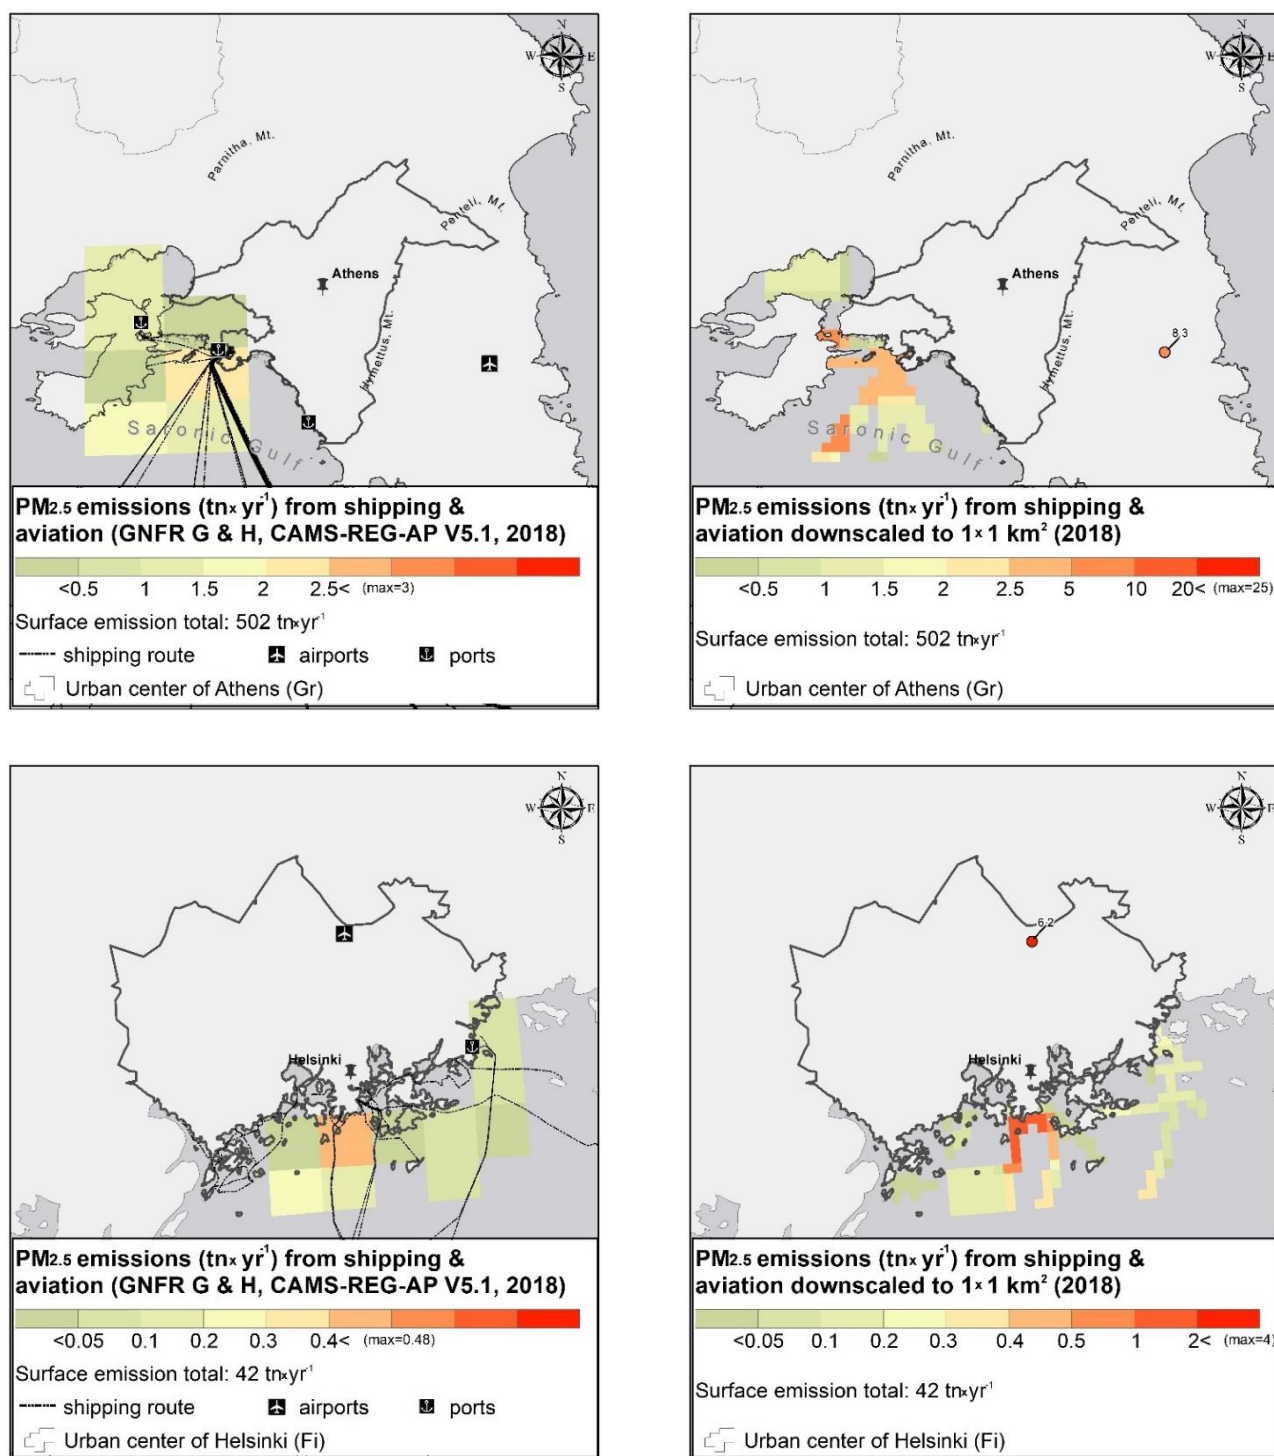 N
W E
S
Parnitha, Mt.
Penteli, Mt.
Athens
Hymettus, Mt.
Saronic Gulf
PM2.5 emissions (tn× yr-1) from shipping &
aviation (GNFR G & H, CAMS-REG-AP V5.1, 2018)
<0.5 1 1.5 2 2.5< (max=3)
Surface emission total: 502 tn×yr-1
shipping route airports ports
Urban center of Athens (Gr)
N
W E
S
Parnitha, Mt.
Penteli, Mt.
Athens
8.3
Hymettus, Mt.
Saronic Gulf
PM2.5 emissions (tn× yr-1) from shipping &
aviation downscaled to 1× 1 km2 (2018)
<0.5 1 1.5 2 2.5 5 10 20< (max=25)
Surface emission total: 502 tn×yr-1
Urban center of Athens (Gr)
N
W E
S
Helsinki
PM2.5 emissions (tn× yr-1) from shipping &
aviation (GNFR G & H, CAMS-REG-AP V5.1, 2018)
<0.05 0.1 0.2 0.3 0.4< (max=0.48)
Surface emission total: 42 tn×yr-1
shipping route airports ports
Urban center of Helsinki (Fi)
N
W E
S
6.2
Helsinki
PM2.5 emissions (tn× yr-1) from shipping &
aviation downscaled to 1× 1 km2 (2018)
<0.05 0.1 0.2 0.3 0.4 0.5 1 2< (max=4)
Surface emission total: 42 tn×yr-1
Urban center of Helsinki (Fi)